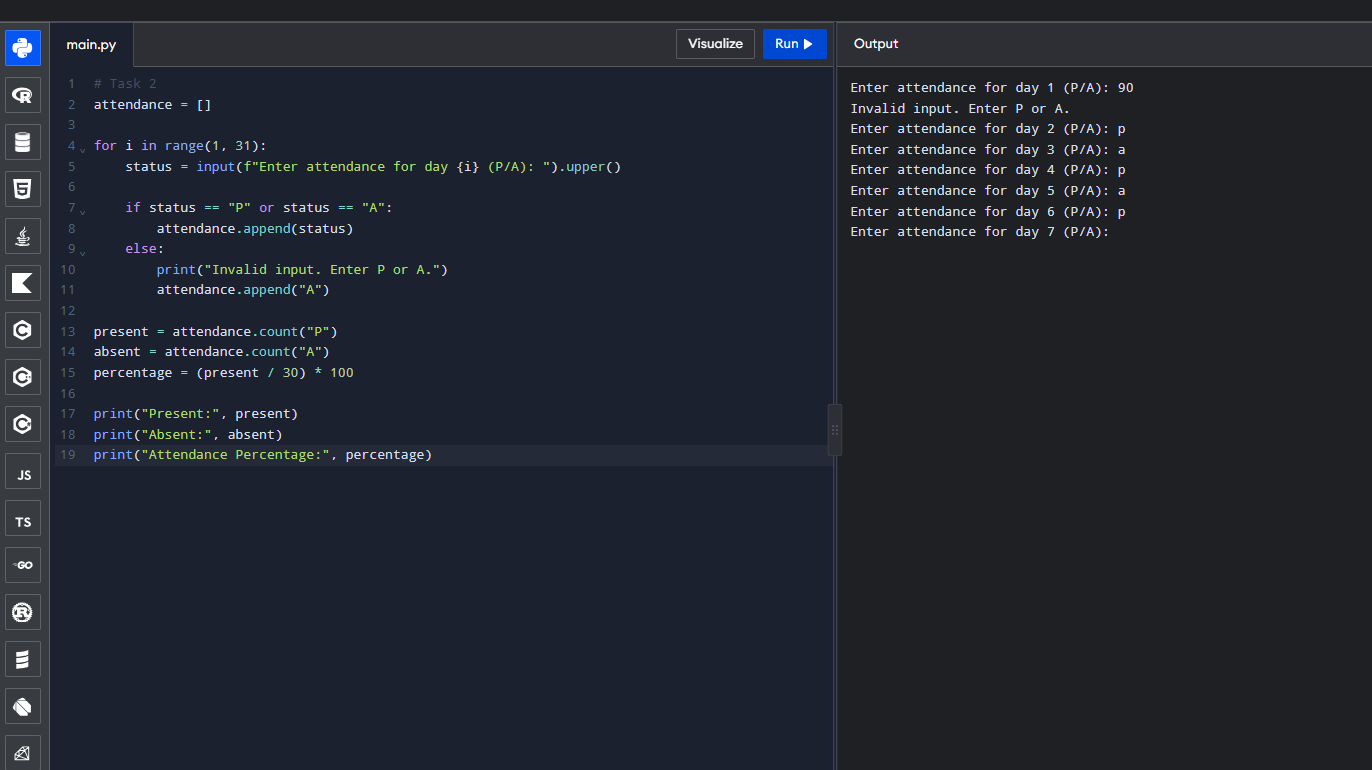 main.py
Visualize
Run
Output
1 # Task 2
2 attendance = []
3
4 for i in range(1, 31):
5     status = input(f"Enter attendance for day {i} (P/A): ").upper()
6
7     if status == "P" or status == "A":
8         attendance.append(status)
9     else:
10         print("Invalid input. Enter P or A.")
11         attendance.append("A")
12
13 present = attendance.count("P")
14 absent = attendance.count("A")
15 percentage = (present / 30) * 100
16
17 print("Present:", present)
18 print("Absent:", absent)
19 print("Attendance Percentage:", percentage)
Enter attendance for day 1 (P/A): 90
Invalid input. Enter P or A.
Enter attendance for day 2 (P/A): p
Enter attendance for day 3 (P/A): a
Enter attendance for day 4 (P/A): p
Enter attendance for day 5 (P/A): a
Enter attendance for day 6 (P/A): p
Enter attendance for day 7 (P/A):
R
5
C
C
C
JS
TS
GO
R